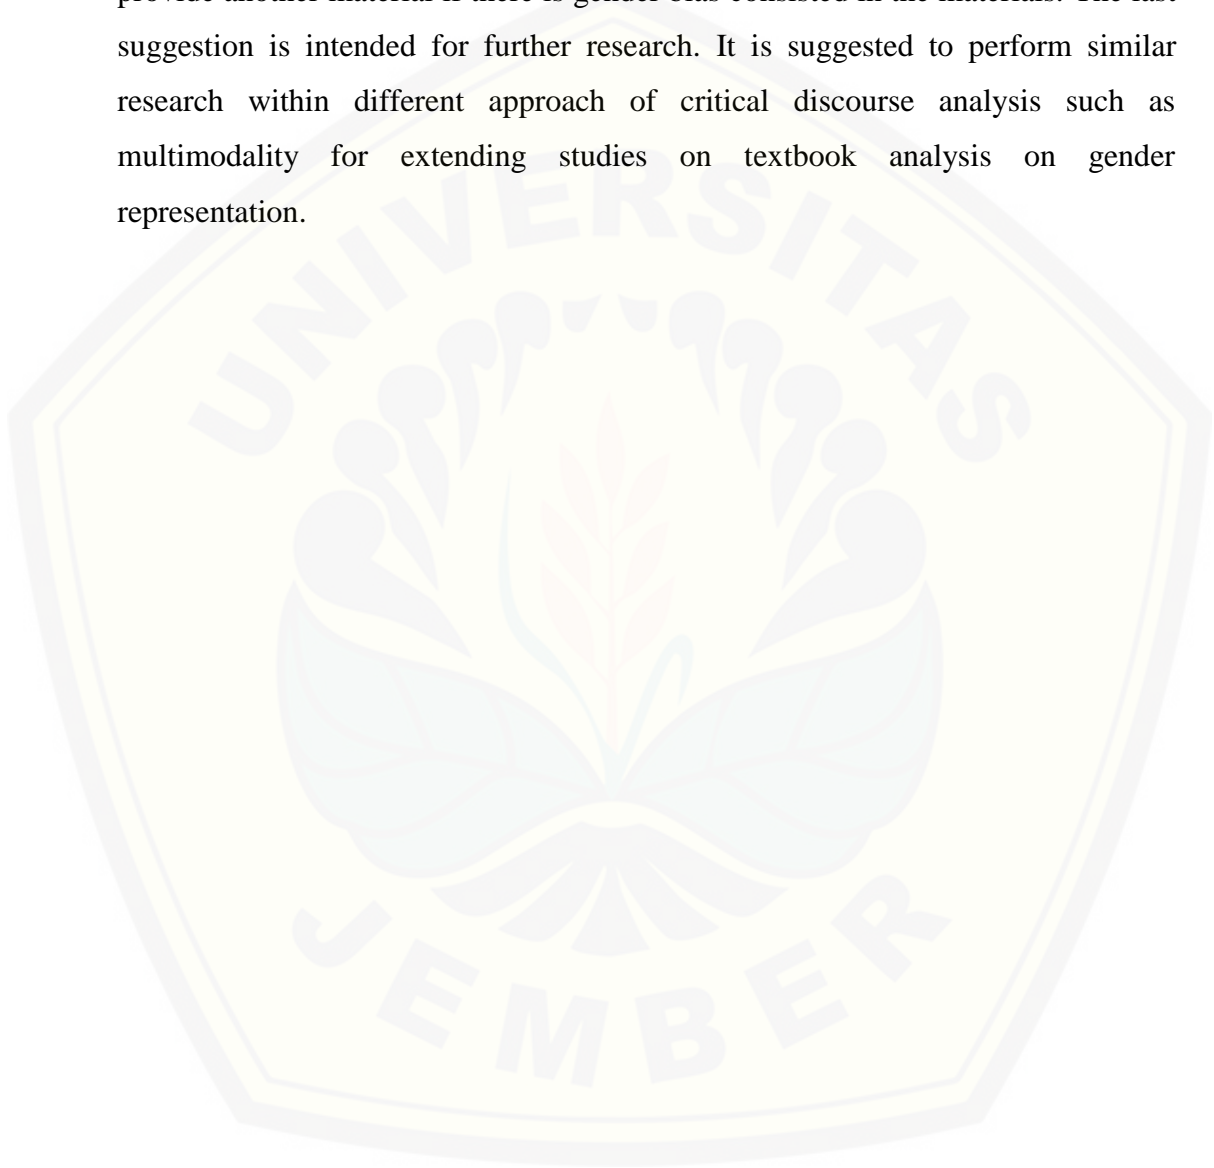 provide another material if there is gender bias consisted in the materials. The last
suggestion is intended for further research. It is suggested to perform similar
research within different approach of critical discourse analysis such as
multimodality for extending studies on textbook analysis on gender
representation.
UNIVERSITAS
JEMBER